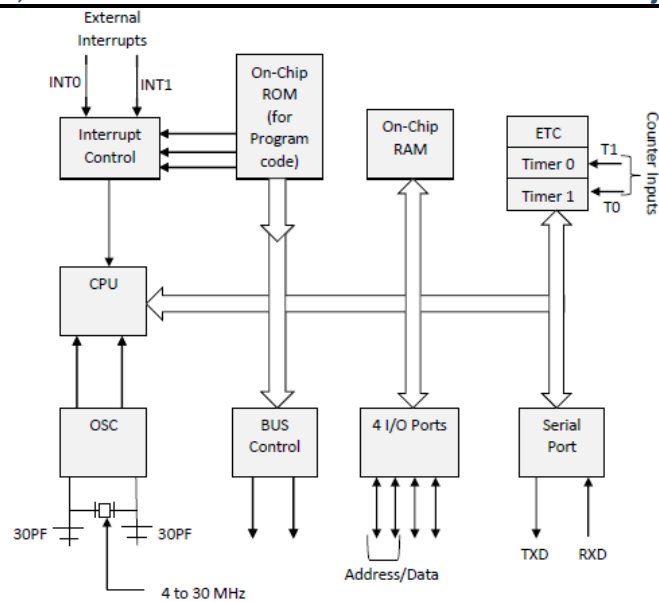 External
Interrupts
INT0
INT1
On-Chip
ROM
(for
Program
code)
Interrupt
Control
On-Chip
RAM
ETC
Timer 0
Timer 1
T1
T0
Counter Inputs
CPU
OSC
BUS
Control
4 I/O Ports
Serial
Port
30PF
30PF
4 to 30 MHz
Address/Data
TXD
RXD